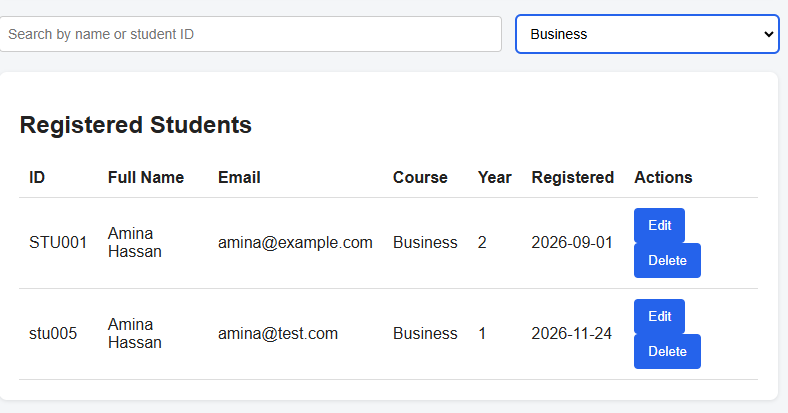 Search by name or student ID
Business
Registered Students
ID Full Name Email Course Year Registered Actions
STU001 Amina Hassan amina@example.com Business 2 2026-09-01 Edit Delete
stu005 Amina Hassan amina@test.com Business 1 2026-11-24 Edit Delete